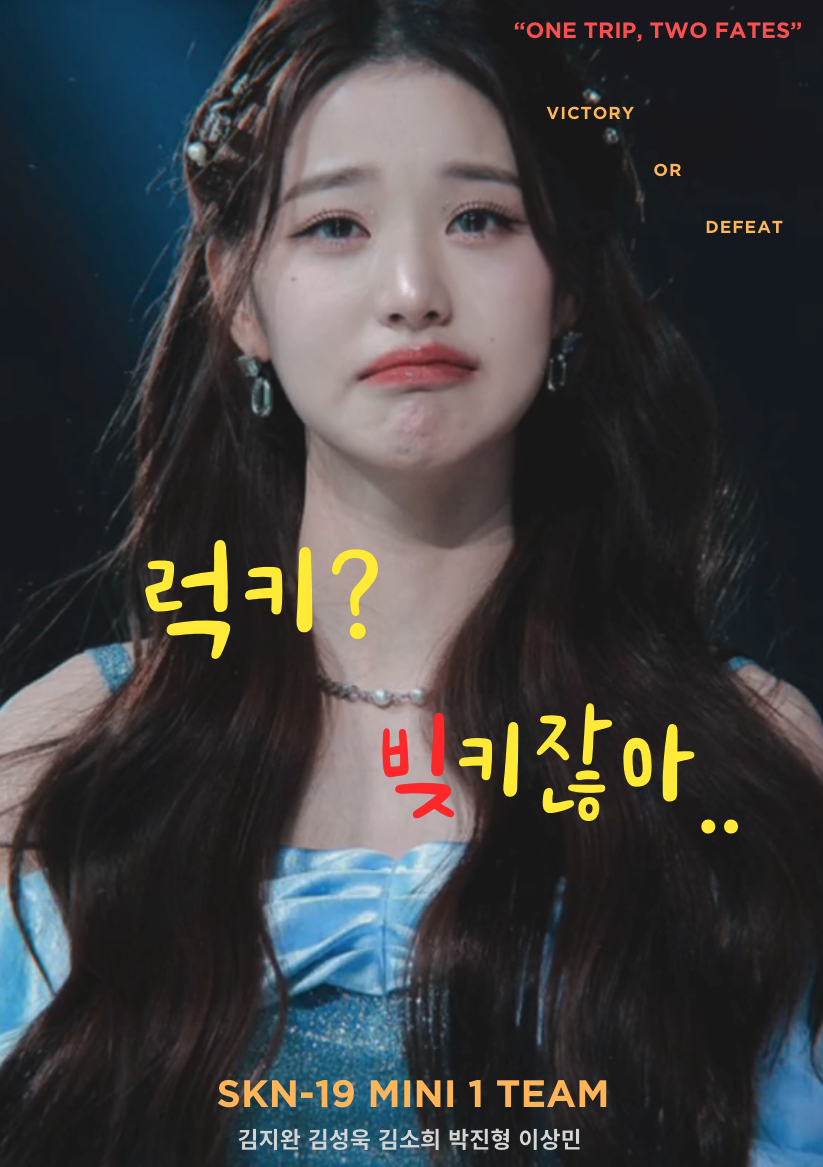 “ONE TRIP, TWO FATES”
VICTORY
OR
DEFEAT
럭키?
빚키잖아..
SKN-19 MINI 1 TEAM
김지완 김성욱 김소희 박진형 이상민